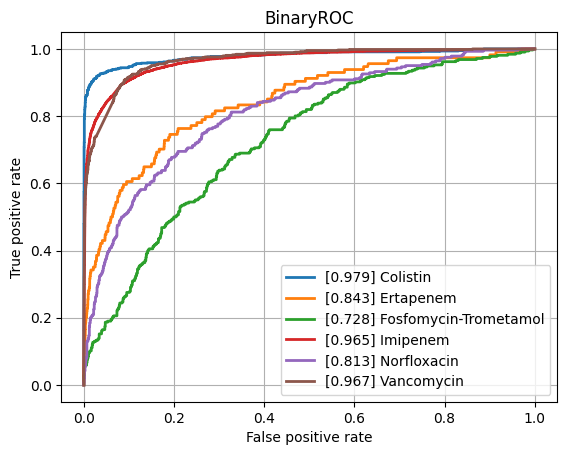 BinaryROC
True positive rate
1.0
0.8
0.6
0.4
0.2
0.0
[0.979] Colistin
[0.843] Ertapenem
[0.728] Fosfomycin-Trometamol
[0.965] Imipenem
[0.813] Norfloxacin
[0.967] Vancomycin
0.0 0.2 0.4 0.6 0.8 1.0
False positive rate